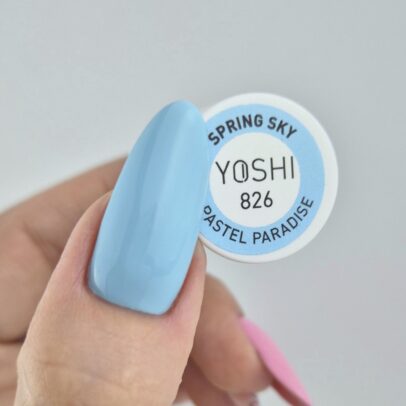 SPRING SKY
YOSHI
826
PASTEL PARADISE